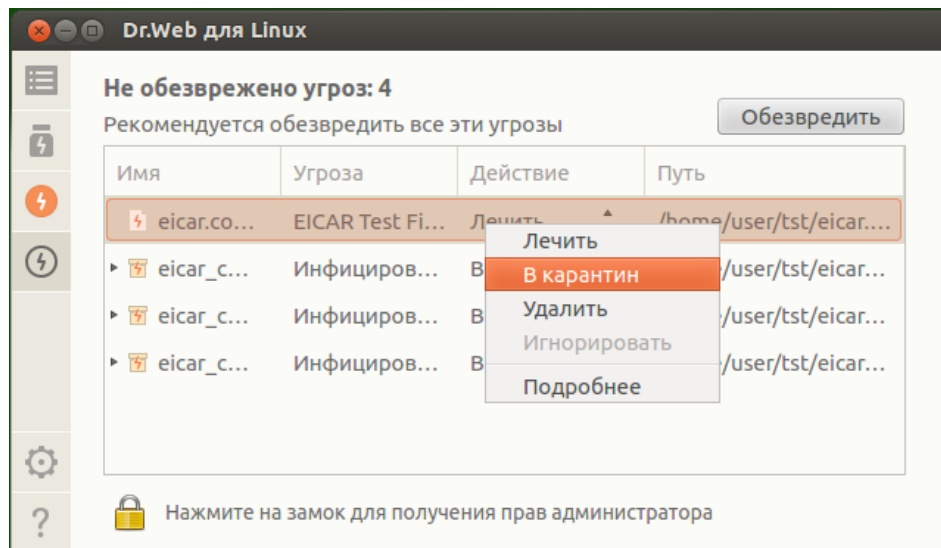 Dr.Web для Linux
Не обезврежено угроз: 4
Рекомендуется обезвредить все эти угрозы
Обезвредить
Имя Угроза Действие Путь
eicar.co... EICAR Test Fi... Лечить /home/user/tst/eicar....
Лечить
eicar_c... Инфициров... В /user/tst/eicar...
В карантин
eicar_c... Инфициров... В /user/tst/eicar...
Удалить
Игнорировать
eicar_c... Инфициров... В /user/tst/eicar...
Подробнее
Нажмите на замок для получения прав администратора